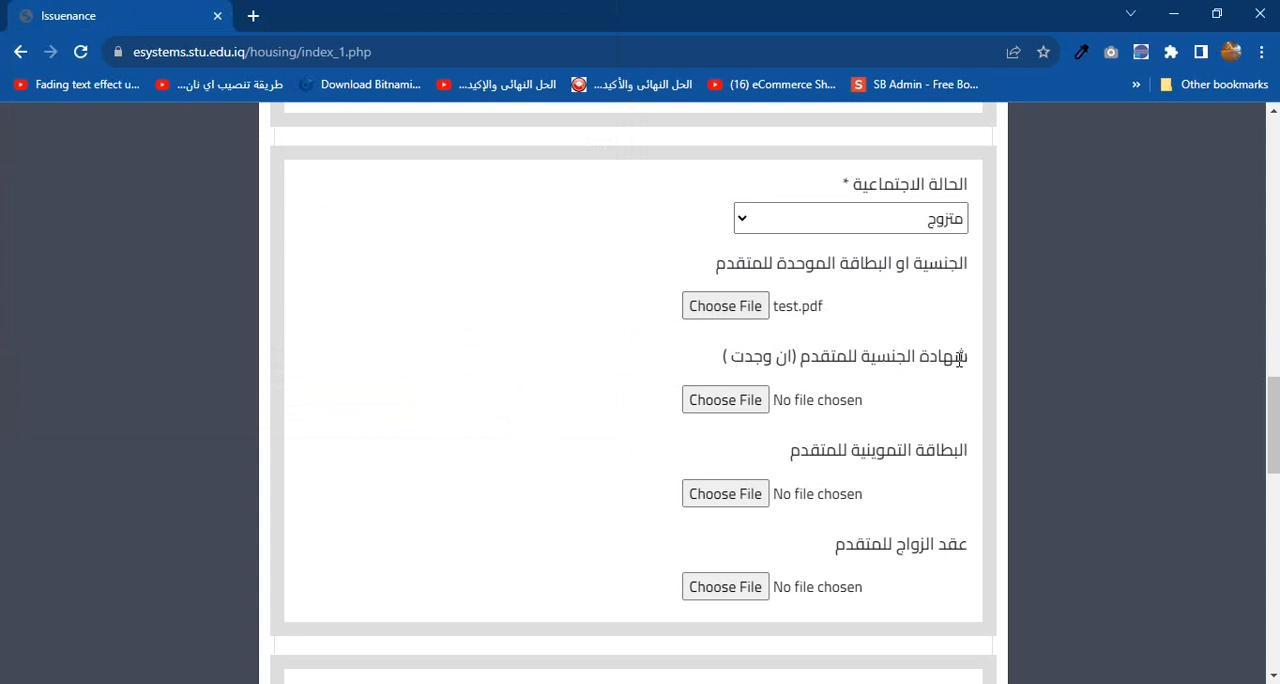 Issuenance
esystems.stu.edu.iq/housing/index_1.php
Fading text effect u...
طريقة تنصيب اي نان...
Download Bitnami...
الحل النهائي والإكيد...
الحل النهائي والأكيد...
(16) eCommerce Sh...
SB Admin - Free Bo...
»
Other bookmarks
الحالة الاجتماعية *
متزوج
الجنسية او البطاقة الموحدة للمتقدم
Choose File test.pdf
شهادة الجنسية للمتقدم (ان وجدت )
Choose File No file chosen
البطاقة التموينية للمتقدم
Choose File No file chosen
عقد الزواج للمتقدم
Choose File No file chosen